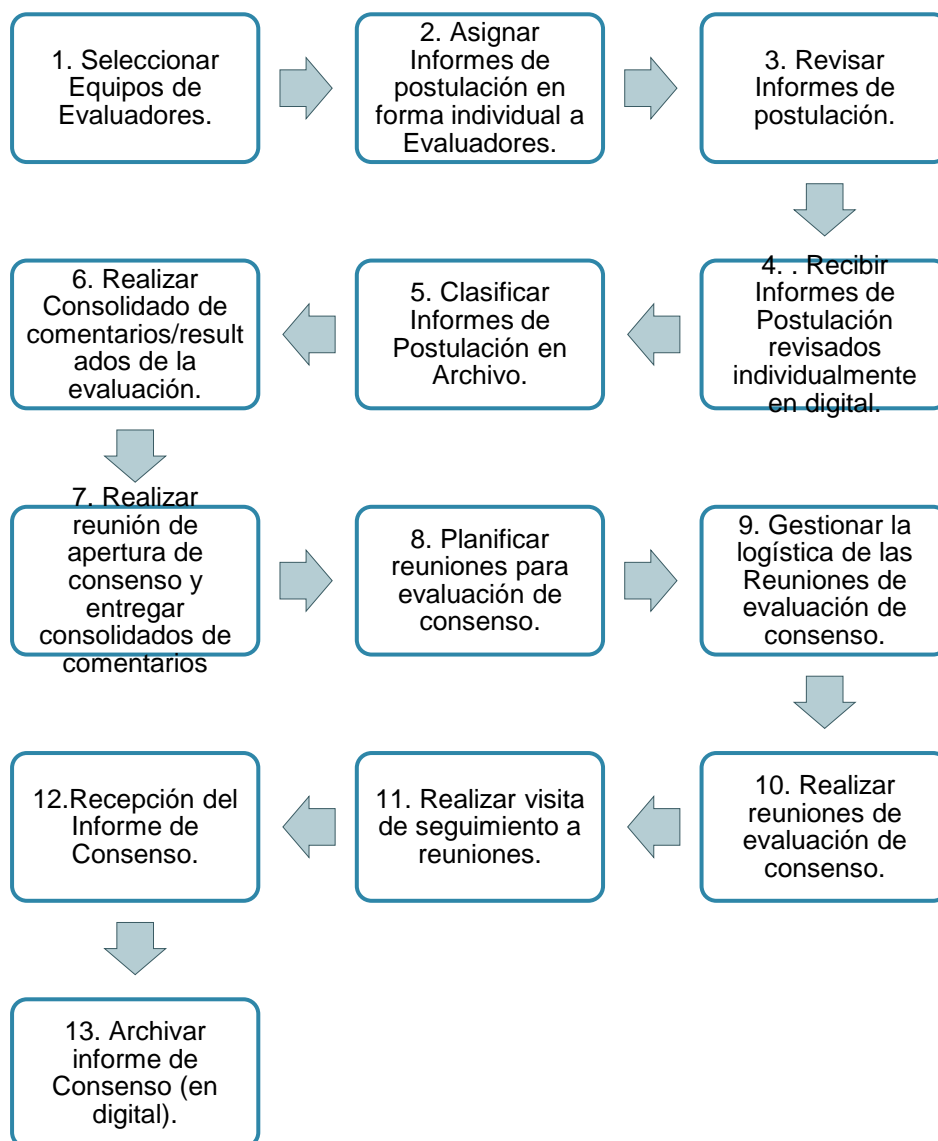 1. Seleccionar
Equipos de
Evaluadores.
2. Asignar
Informes de
postulación en
forma individual a
Evaluadores.
3. Revisar
Informes de
postulación.
4. . Recibir
Informes de
Postulación
revisados
individualmente
en digital.
5. Clasificar
Informes de
Postulación en
Archivo.
6. Realizar
Consolidado de
comentarios/result
ados de la
evaluación.
7. Realizar
reunión de
apertura de
consenso y
entregar
consolidados de
comentarios
8. Planificar
reuniones para
evaluación de
consenso.
9. Gestionar la
logística de las
Reuniones de
evaluación de
consenso.
10. Realizar
reuniones de
evaluación de
consenso.
11. Realizar visita
de seguimiento a
reuniones.
12.Recepción del
Informe de
Consenso.
13. Archivar
informe de
Consenso (en
digital).